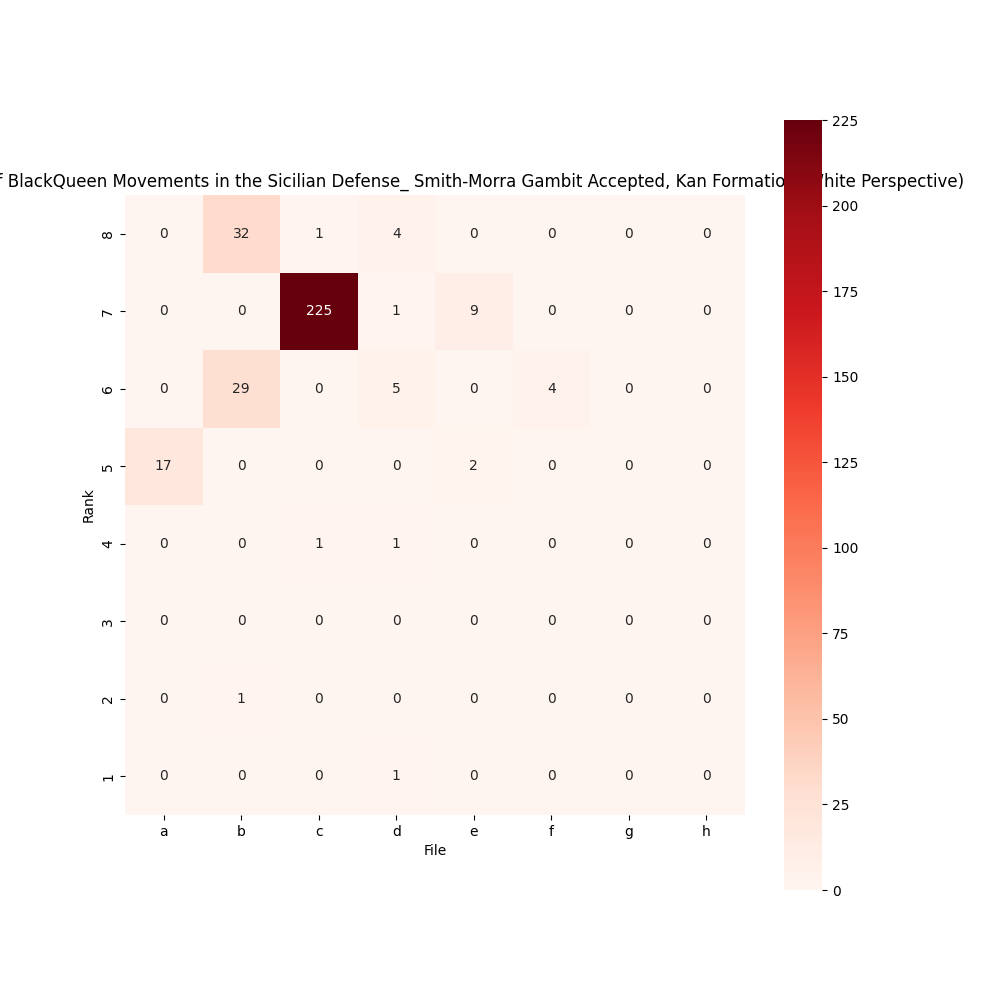 f BlackQueen Movements in the Sicilian Defense_ Smith-Morra Gambit Accepted, Kan Formation (White Perspective)
8 0 32 1 4 0 0 0 0
7 0 0 225 1 9 0 0 0
6 0 29 0 5 0 4 0 0
5 17 0 0 0 2 0 0 0
Rank
4 0 0 1 1 0 0 0 0
3 0 0 0 0 0 0 0 0
2 0 1 0 0 0 0 0 0
1 0 0 0 1 0 0 0 0
a b c d e f g h
File
225
200
175
150
125
100
75
50
25
0